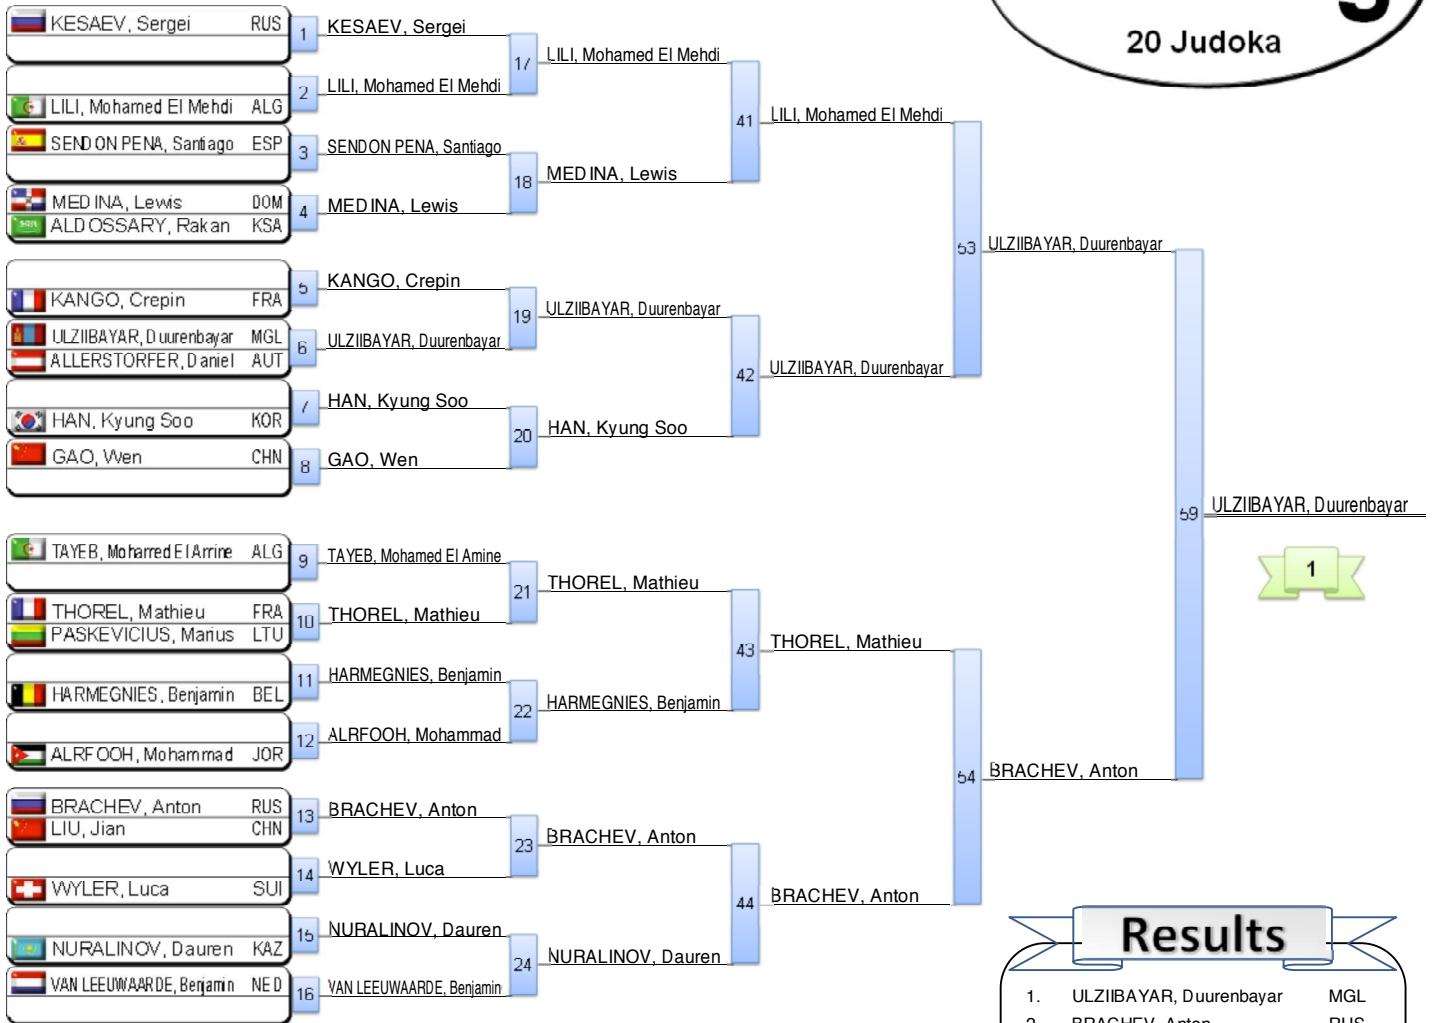 20 Judoka
KESAEV, Sergei RUS
1
LILI, Mohamed El Mehdi ALG
2
SENDON PENA, Santiago ESP
3
MEDINA, Lewis DOM
ALDOSSARY, Rakan KSA
4
KANGO, Crepin FRA
5
ULZIIBAYAR, Duurenbayar MGL
ALLERSTORFER, Daniel AUT
6
HAN, Kyung Soo KOR
7
GAO, Wen CHN
8
TAYEB, Mohamed El Amine ALG
9
THOREL, Mathieu FRA
PASKEVICIUS, Marius LTU
10
HARMEGNIES, Benjamin BEL
11
ALRFOOH, Mohammad JOR
12
BRACHEV, Anton RUS
LIU, Jian CHN
13
WYLER, Luca SUI
14
NURALINOV, Dauren KAZ
15
VAN LEEUWAARDE, Benjamin NED
16
KESAEV, Sergei
LILI, Mohamed El Mehdi
17
SENDON PENA, Santiago
MEDINA, Lewis
18
KANGO, Crepin
ULZIIBAYAR, Duurenbayar
19
HAN, Kyung Soo
GAO, Wen
20
TAYEB, Mohamed El Amine
THOREL, Mathieu
21
HARMEGNIES, Benjamin
ALRFOOH, Mohammad
22
BRACHEV, Anton
WYLER, Luca
23
NURALINOV, Dauren
VAN LEEUWAARDE, Benjamin
24
LILI, Mohamed El Mehdi
MEDINA, Lewis
41
ULZIIBAYAR, Duurenbayar
HAN, Kyung Soo
42
THOREL, Mathieu
HARMEGNIES, Benjamin
43
BRACHEV, Anton
NURALINOV, Dauren
44
LILI, Mohamed El Mehdi
ULZIIBAYAR, Duurenbayar
53
THOREL, Mathieu
BRACHEV, Anton
54
ULZIIBAYAR, Duurenbayar
BRACHEV, Anton
59
ULZIIBAYAR, Duurenbayar
1
Results
1. ULZIIBAYAR, Duurenbayar MGL
2. BRACHEV, Anton RUS